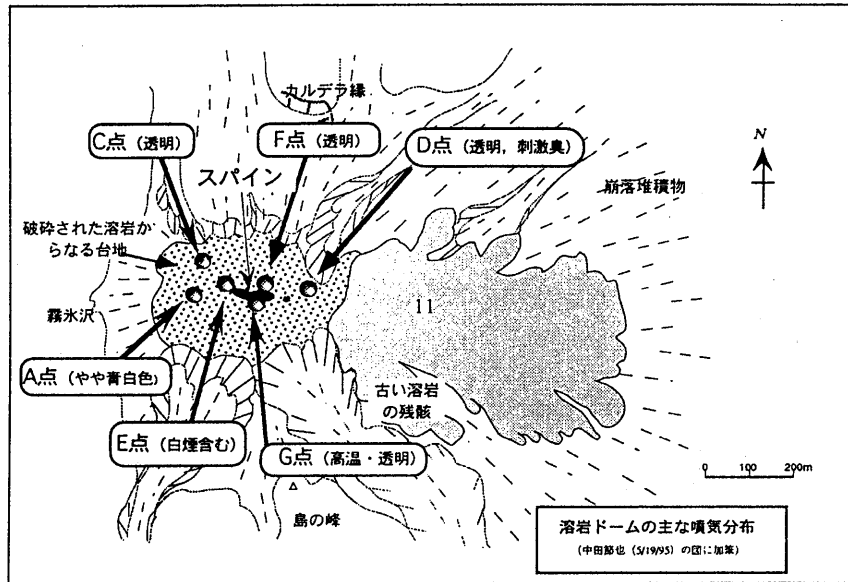 カルデラ縁
C点 (透明)
F点 (透明)
D点 (透明, 刺激臭)
N
スパイン
崩落堆積物
破砕された溶岩か
らなる台地
霧氷沢
11
A点 (やや青白色)
古い溶岩
の残骸
E点 (白煙含む)
G点 (高温・透明)
島の峰
0 100 200m
溶岩ドームの主な噴気分布
(中田節也 (5/19/95) の図に加筆)